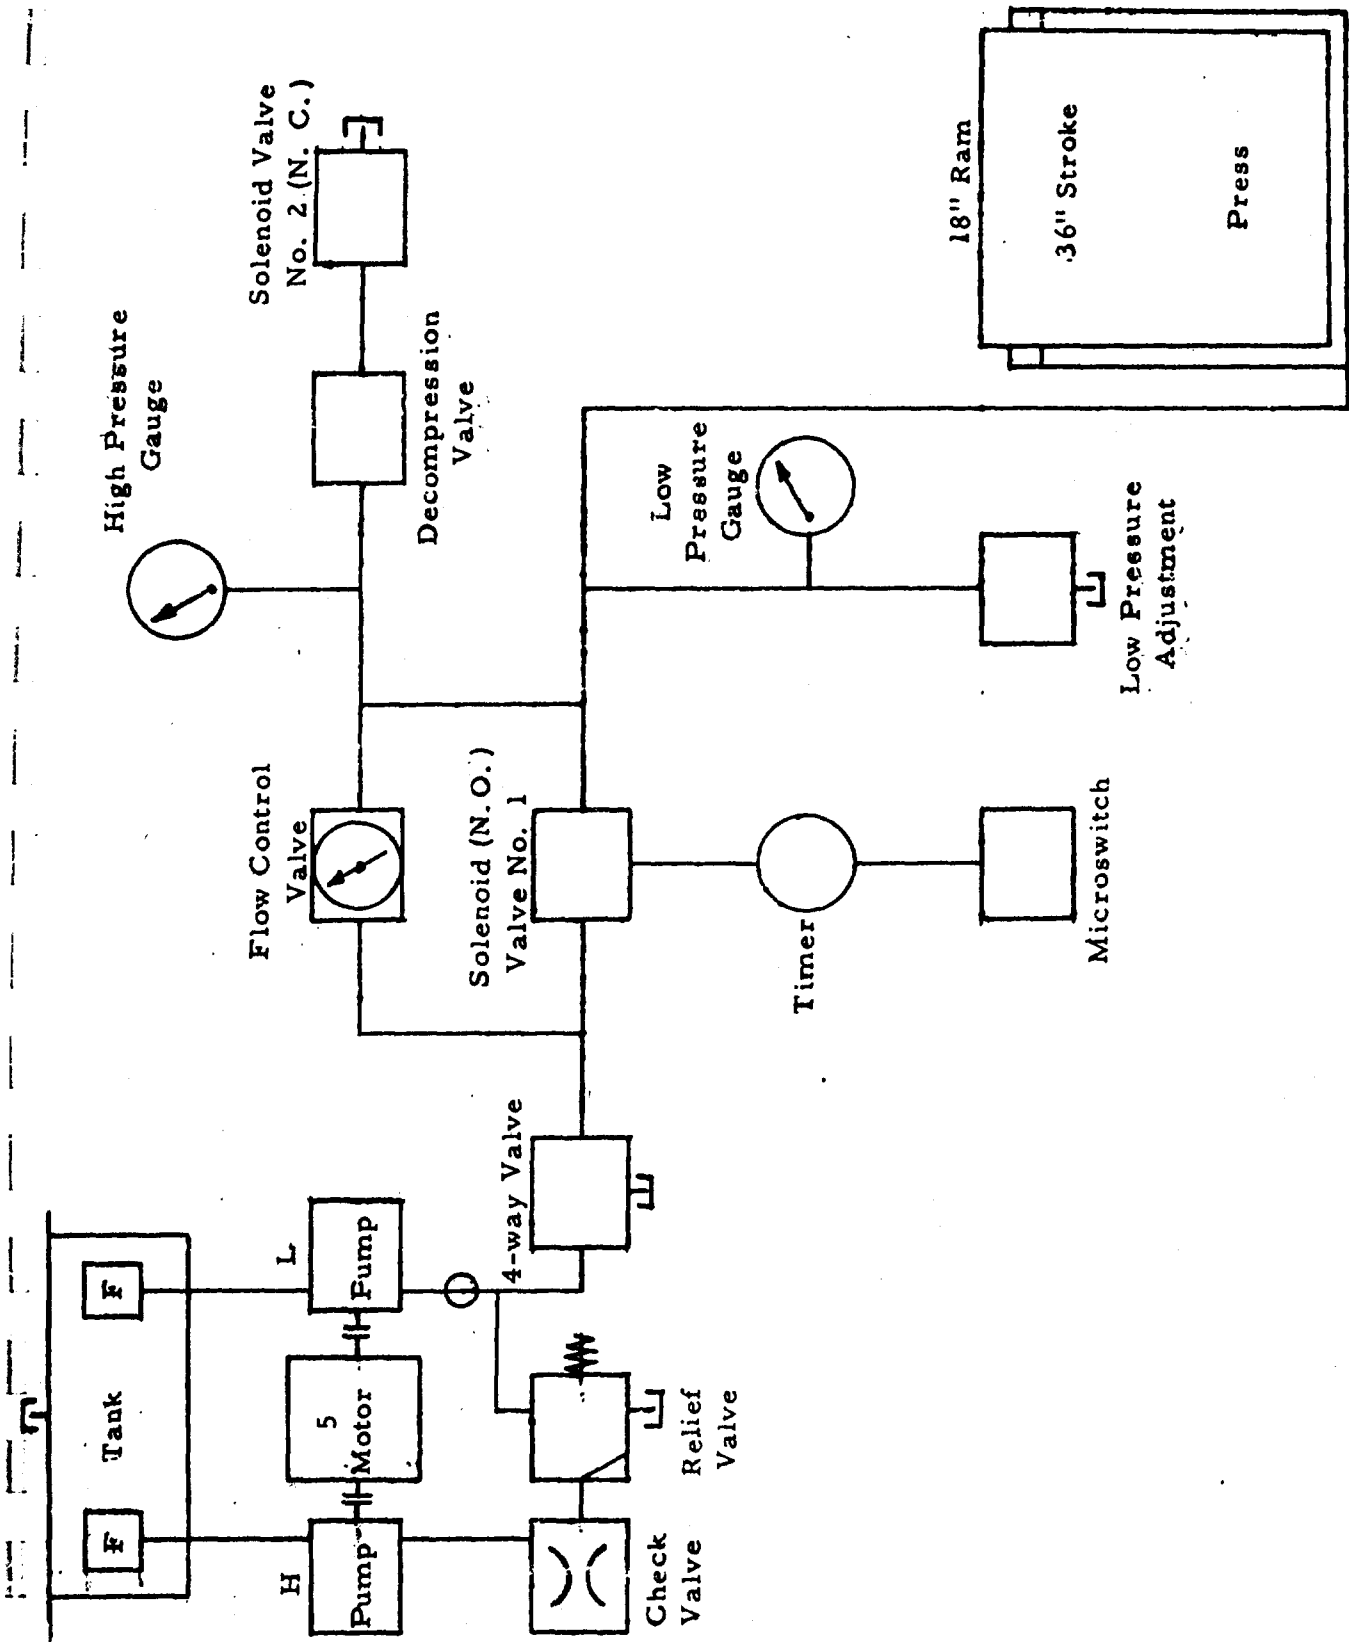 High Pressure
Gauge
Solenoid Valve
No. 2 (N. C.)
Decompression
Valve
Flow Control
Valve
Solenoid (N. O.)
Valve No. 1
Low
Pressure
Gauge
Low Pressure
Adjustment
18" Ram
36" Stroke
Press
Timer
Microswitch
4-way Valve
F
Tank
F
H
Pump
5
Motor
L
Pump
Check
Valve
Relief
Valve